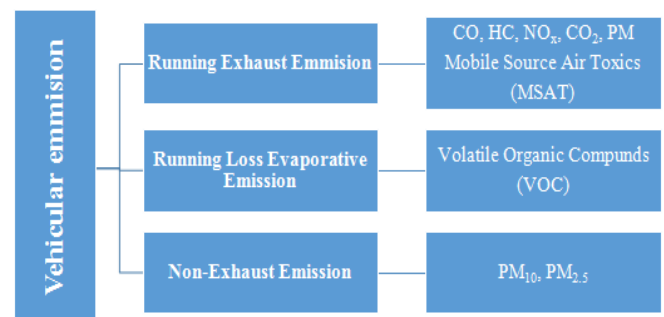 Vehicular emmision
Running Exhaust Emmision
CO, HC, NOₓ, CO₂, PM
Mobile Source Air Toxics
(MSAT)
Running Loss Evaporative
Emission
Volatile Organic Compunds
(VOC)
Non-Exhaust Emission
PM₁₀, PM₂.₅